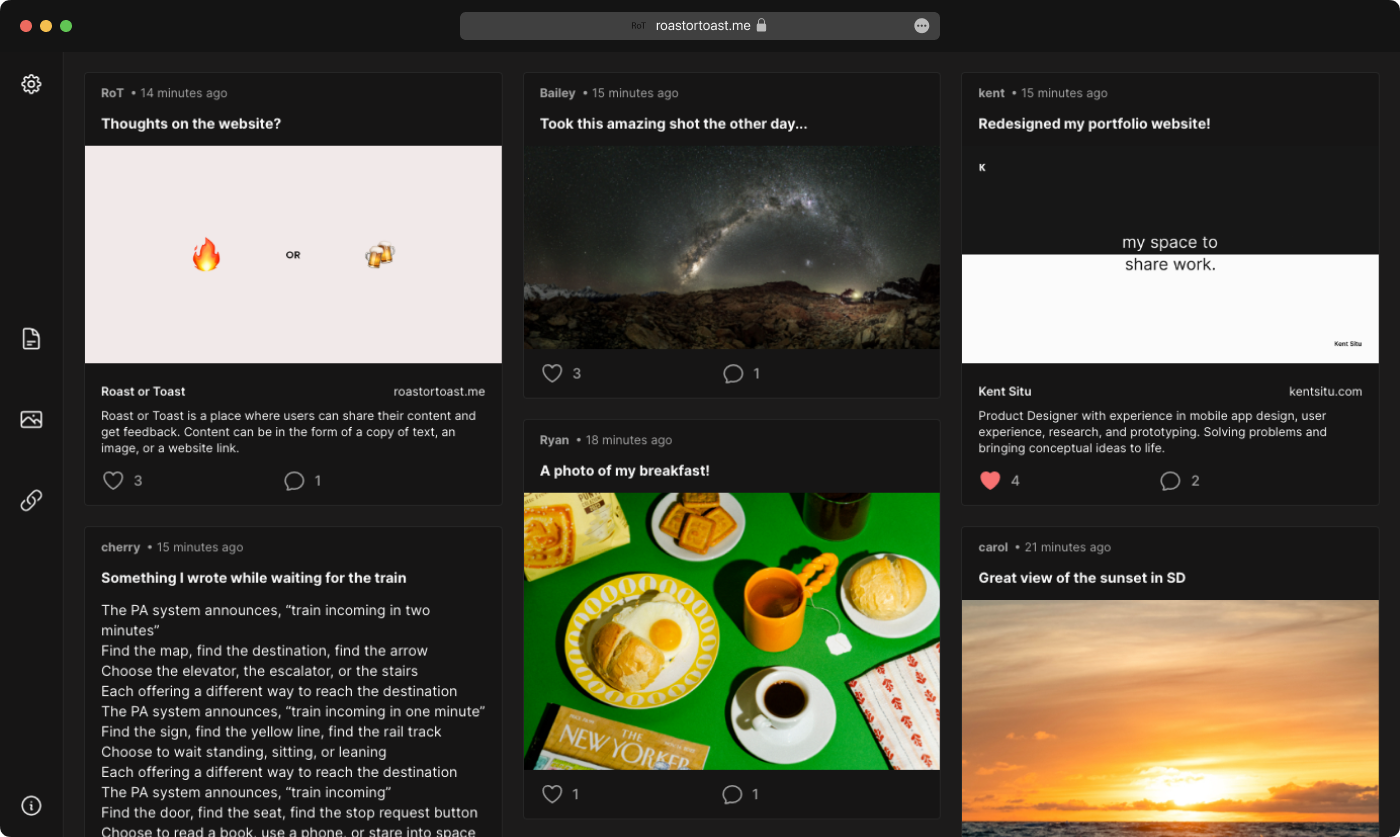 RoT roastortoast.me
RoT • 14 minutes ago
Thoughts on the website?
OR
Roast or Toast
roastortoast.me
Roast or Toast is a place where users can share their content and
get feedback. Content can be in the form of a copy of text, an
image, or a website link.
3
1
cherry • 15 minutes ago
Something I wrote while waiting for the train
The PA system announces, “train incoming in two
minutes”
Find the map, find the destination, find the arrow
Choose the elevator, the escalator, or the stairs
Each offering a different way to reach the destination
The PA system announces, “train incoming in one minute”
Find the sign, find the yellow line, find the rail track
Choose to wait standing, sitting, or leaning
Each offering a different way to reach the destination
The PA system announces, “train incoming”
Find the door, find the seat, find the stop request button
Choose to read a book, use a phone, or stare into space
Bailey • 15 minutes ago
Took this amazing shot the other day...
3
1
Ryan • 18 minutes ago
A photo of my breakfast!
THE
NEW YORKER
1
1
kent • 15 minutes ago
Redesigned my portfolio website!
K
my space to
share work.
Kent Situ
Kent Situ
kentsitu.com
Product Designer with experience in mobile app design, user
experience, research, and prototyping. Solving problems and
bringing conceptual ideas to life.
4
2
carol • 21 minutes ago
Great view of the sunset in SD